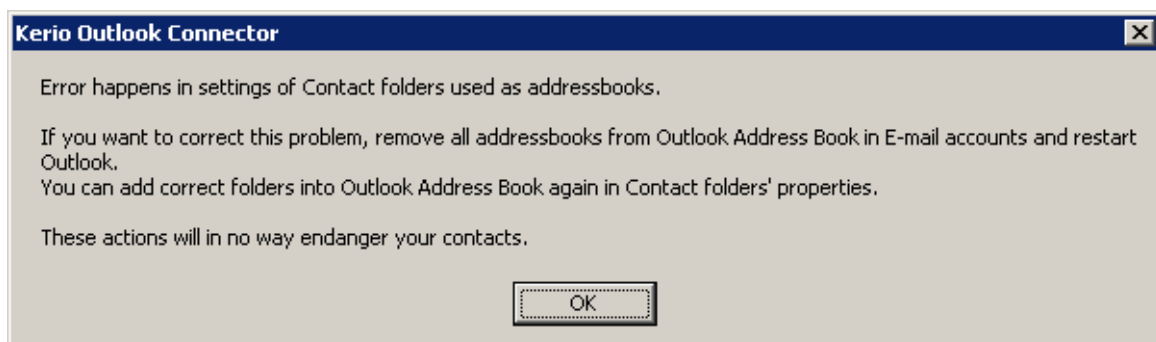 Kerio Outlook Connector
Error happens in settings of Contact folders used as addressbooks.
If you want to correct this problem, remove all addressbooks from Outlook Address Book in E-mail accounts and restart
Outlook.
You can add correct folders into Outlook Address Book again in Contact folders' properties.
These actions will in no way endanger your contacts.
OK